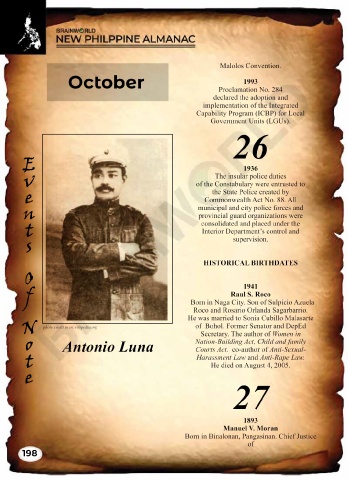 BRAINWORLD
NEW PHILPPINE ALMANAC
October
Events Of Note
Antonio Luna
198
Malolos Convention.
1993
Proclamation No. 284
declared the adoption and
implementation of the Integrated
Capability Program (ICBP) for Local
Government Units (LGUs).
26
1936
The insular police duties
of the Constabulary were entrusted to
the State Police created by
Commonwealth Act No. 88. All
municipal and city police forces and
provincial guard organizations were
consolidated and placed under the
Interior Department’s control and
supervision.
HISTORICAL BIRTHDATES
1941
Raul S. Roco
Born in Naga City. Son of Sulpicio Azuela
Roco and Rosario Orlanda Sagarbarrio.
He was married to Sonia Cubillo Malasarte
of Bohol. Former Senator and DepEd
Secretary. The author of Women in
Nation-Building Act, Child and family
Courts Act. co-author of Anti-Sexual-
Harassment Law and Anti-Rape Law.
He died on August 4, 2005.
27
1893
Manuel V. Moran
Born in Binalonan, Pangasinan. Chief Justice
of